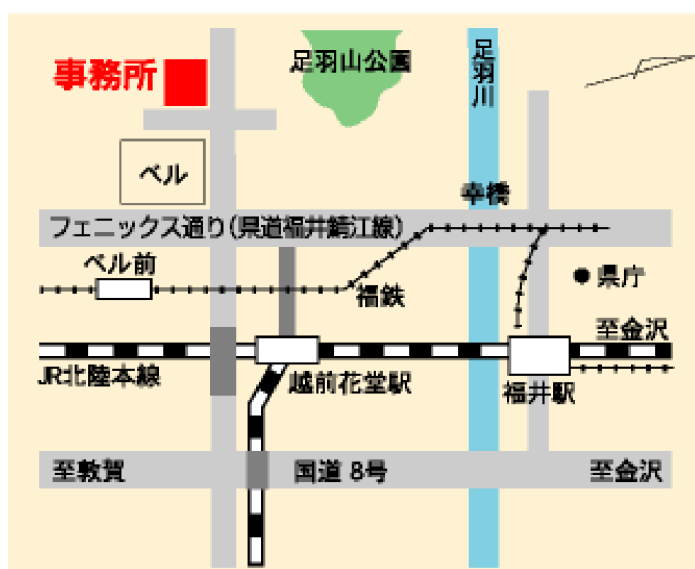 足羽山公園
足羽川
事務所
ベル
幸橋
フェニックス通り(県道福井鯖江線)
ベル前
県庁
福鉄
至金沢
JR北陸本線
越前花堂駅
福井駅
至敦賀
国道 8号
至金沢